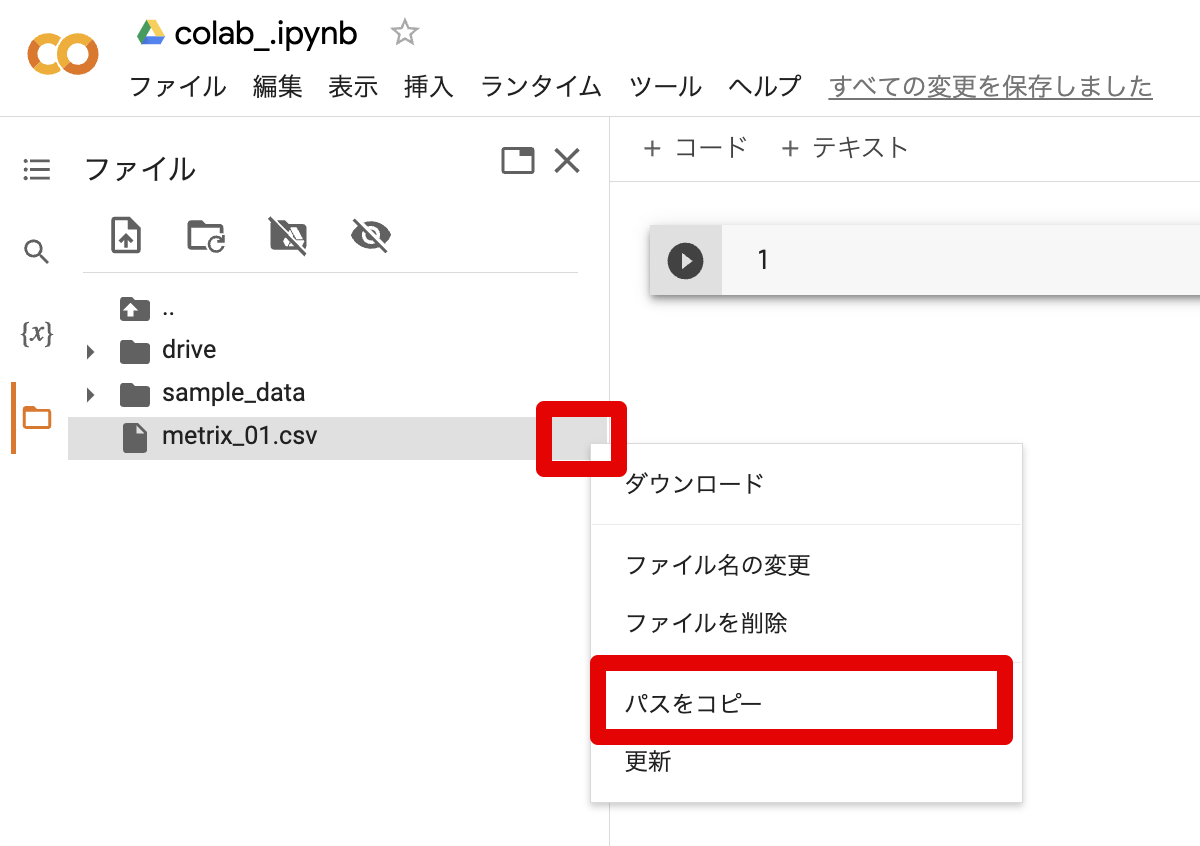 colab_.ipynb
ファイル 編集 表示 挿入 ランタイム ツール ヘルプ すべての変更を保存しました
ファイル
+ コード + テキスト
1
{x}
..
drive
sample_data
metrix_01.csv
ダウンロード
ファイル名の変更
ファイルを削除
パスをコピー
更新